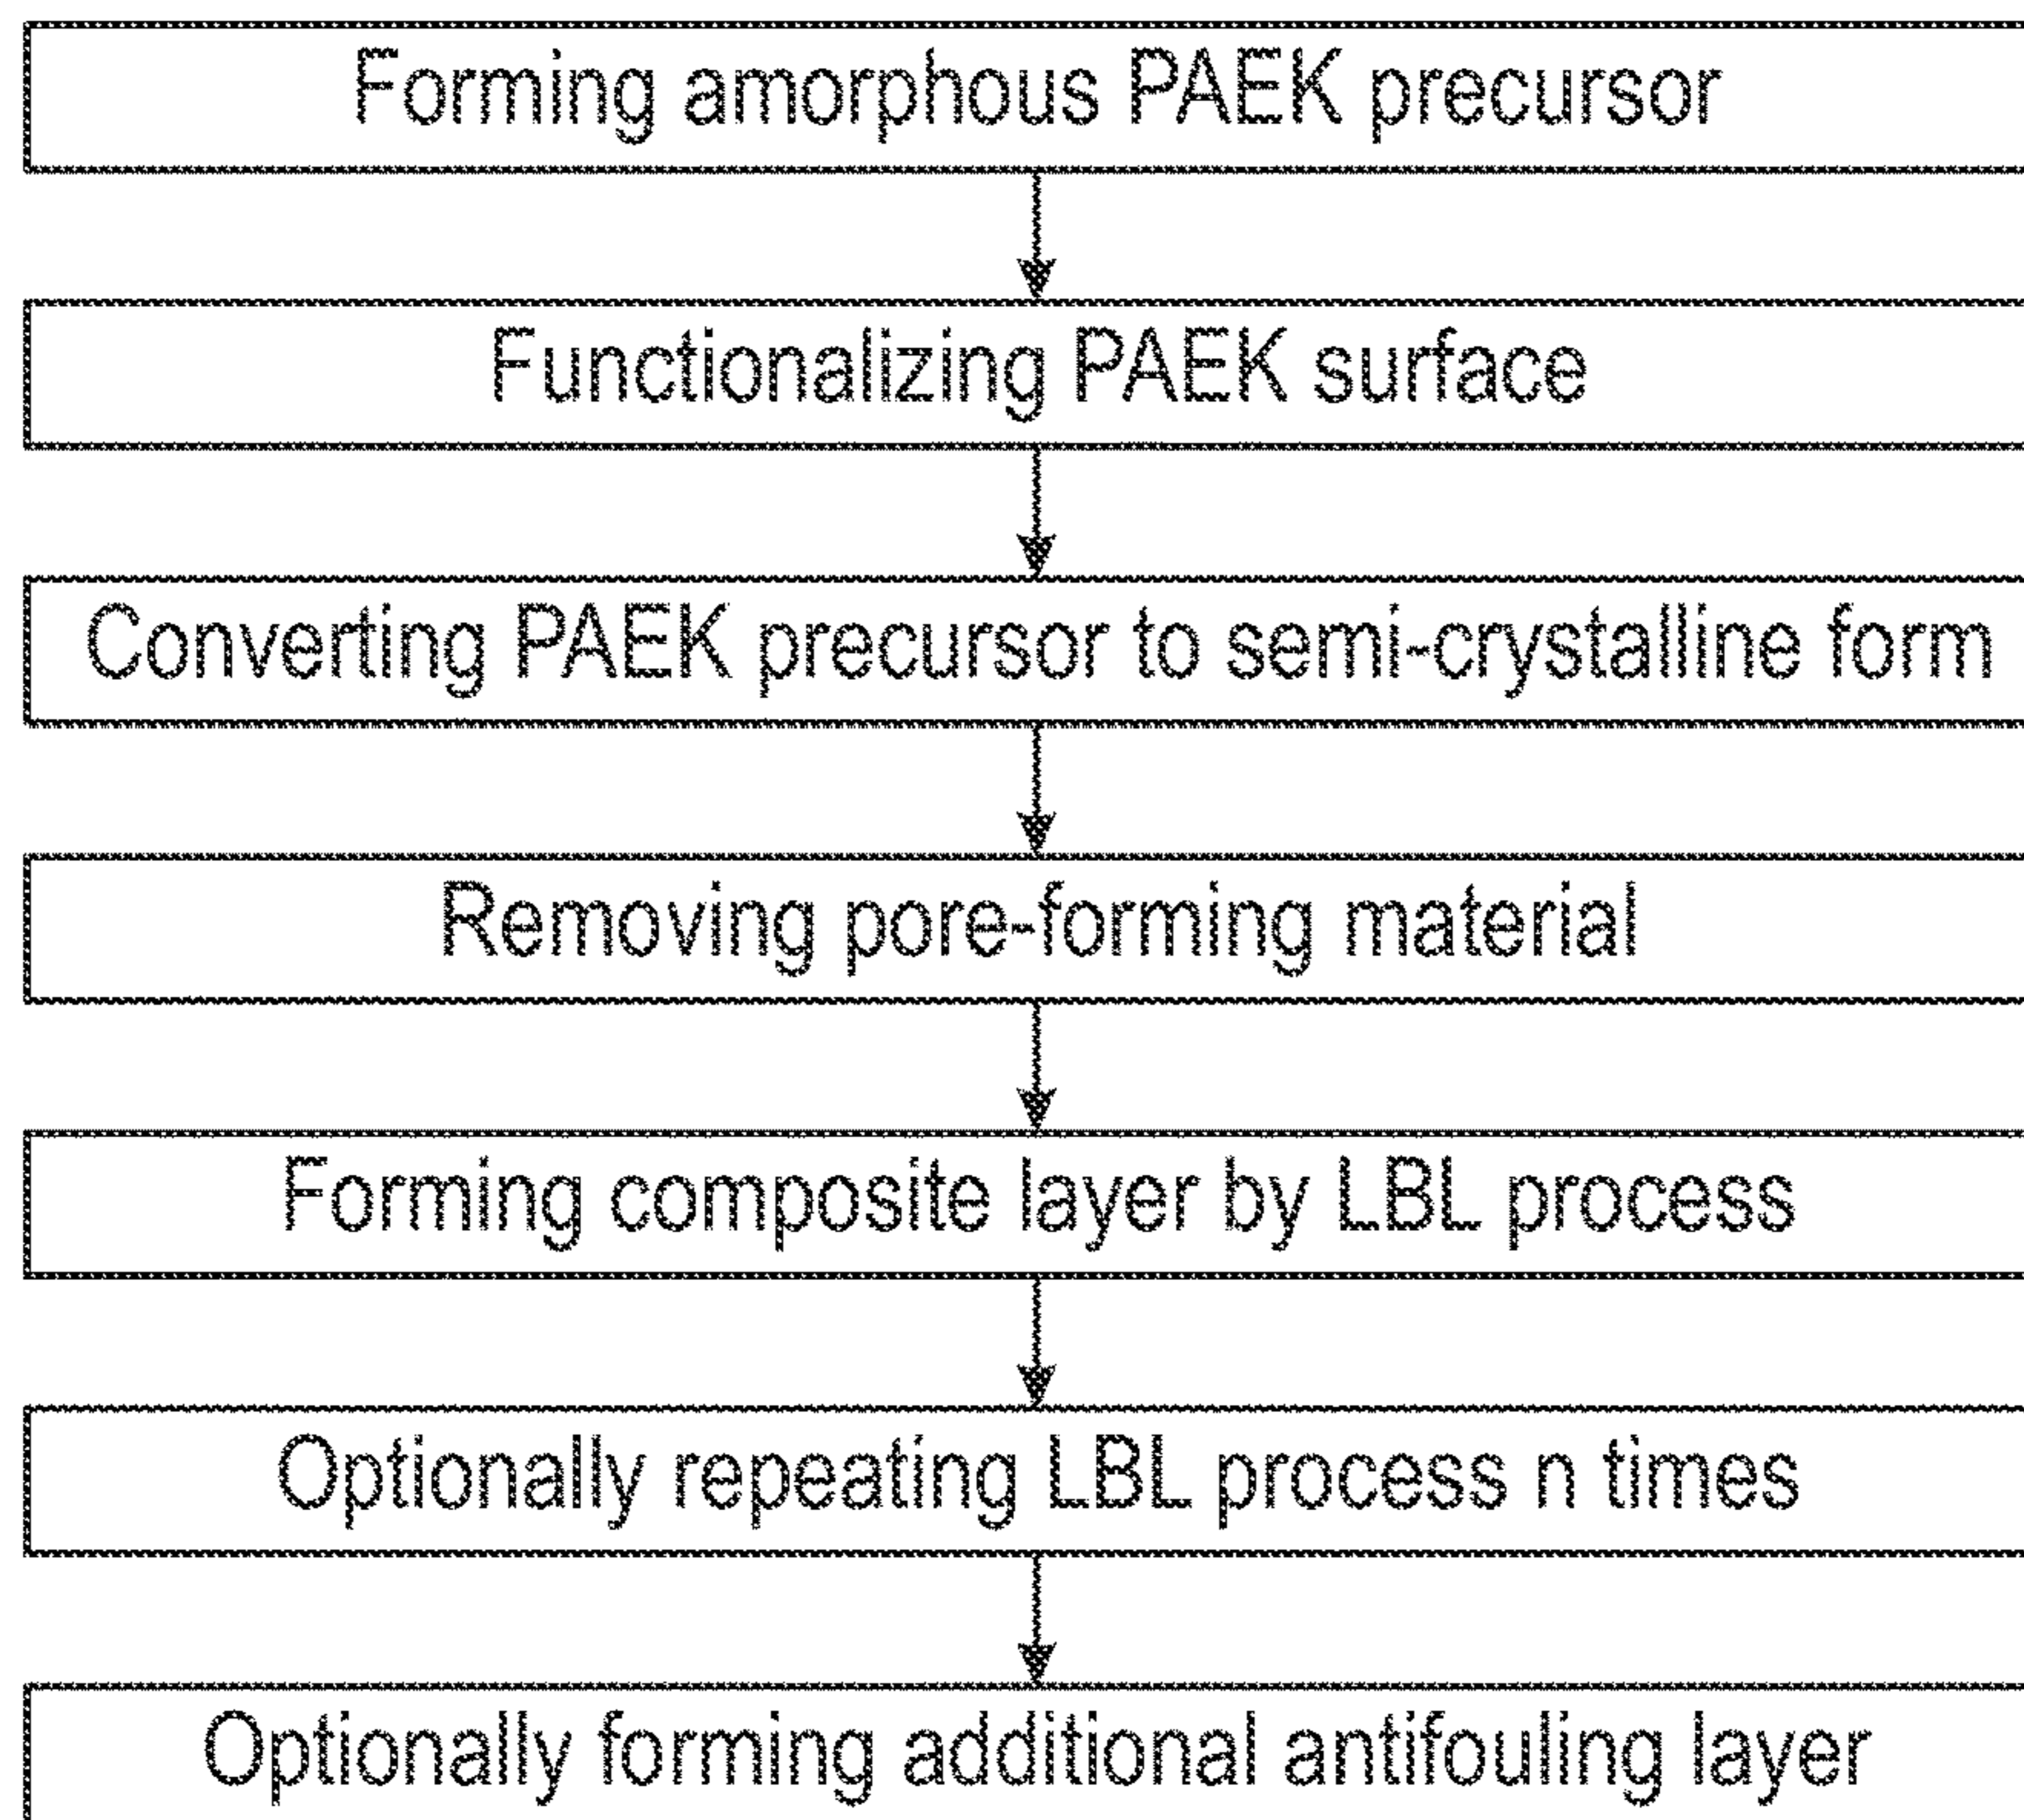 Forming amorphous PAEK precursor
Functionalizing PAEK surface
Converting PAEK precursor to semi-crystalline form
Removing pore-forming material
Forming composite layer by LBL process
Optionally repeating LBL process n times
Optionally forming additional antifouling layer